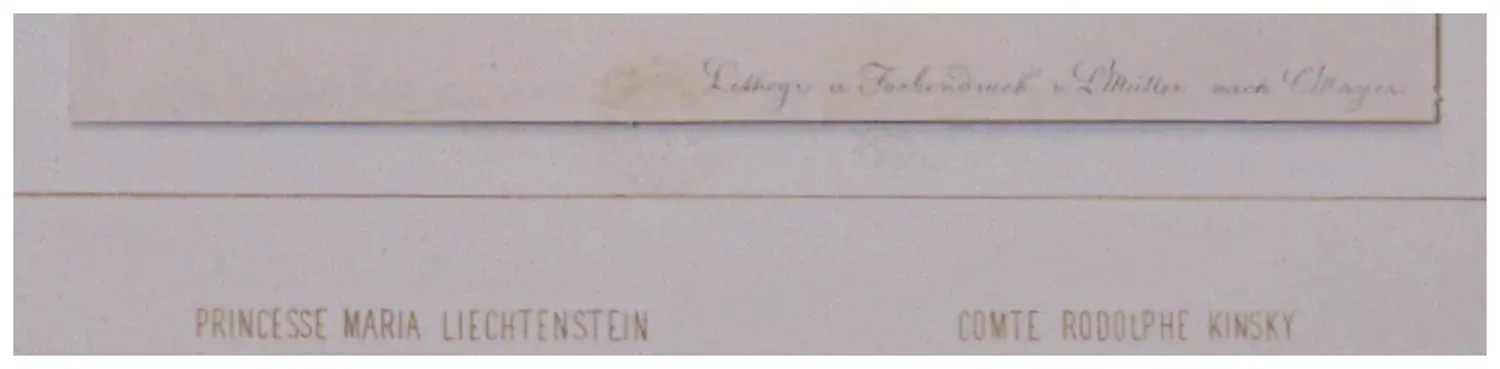 Lithogr. u Farbendruck v L Müller nach C Mayer.
PRINCESSE MARIA LIECHTENSTEIN COMTE RODOLPHE KINSKY